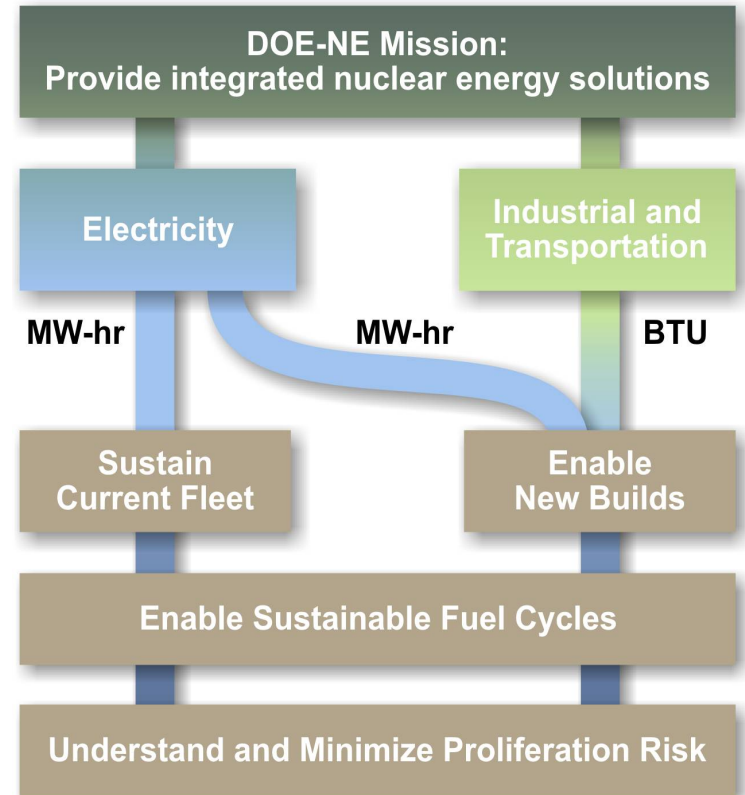 DOE-NE Mission:
Provide integrated nuclear energy solutions
Electricity
Industrial and
Transportation
MW-hr
MW-hr
BTU
Sustain
Current Fleet
Enable
New Builds
Enable Sustainable Fuel Cycles
Understand and Minimize Proliferation Risk